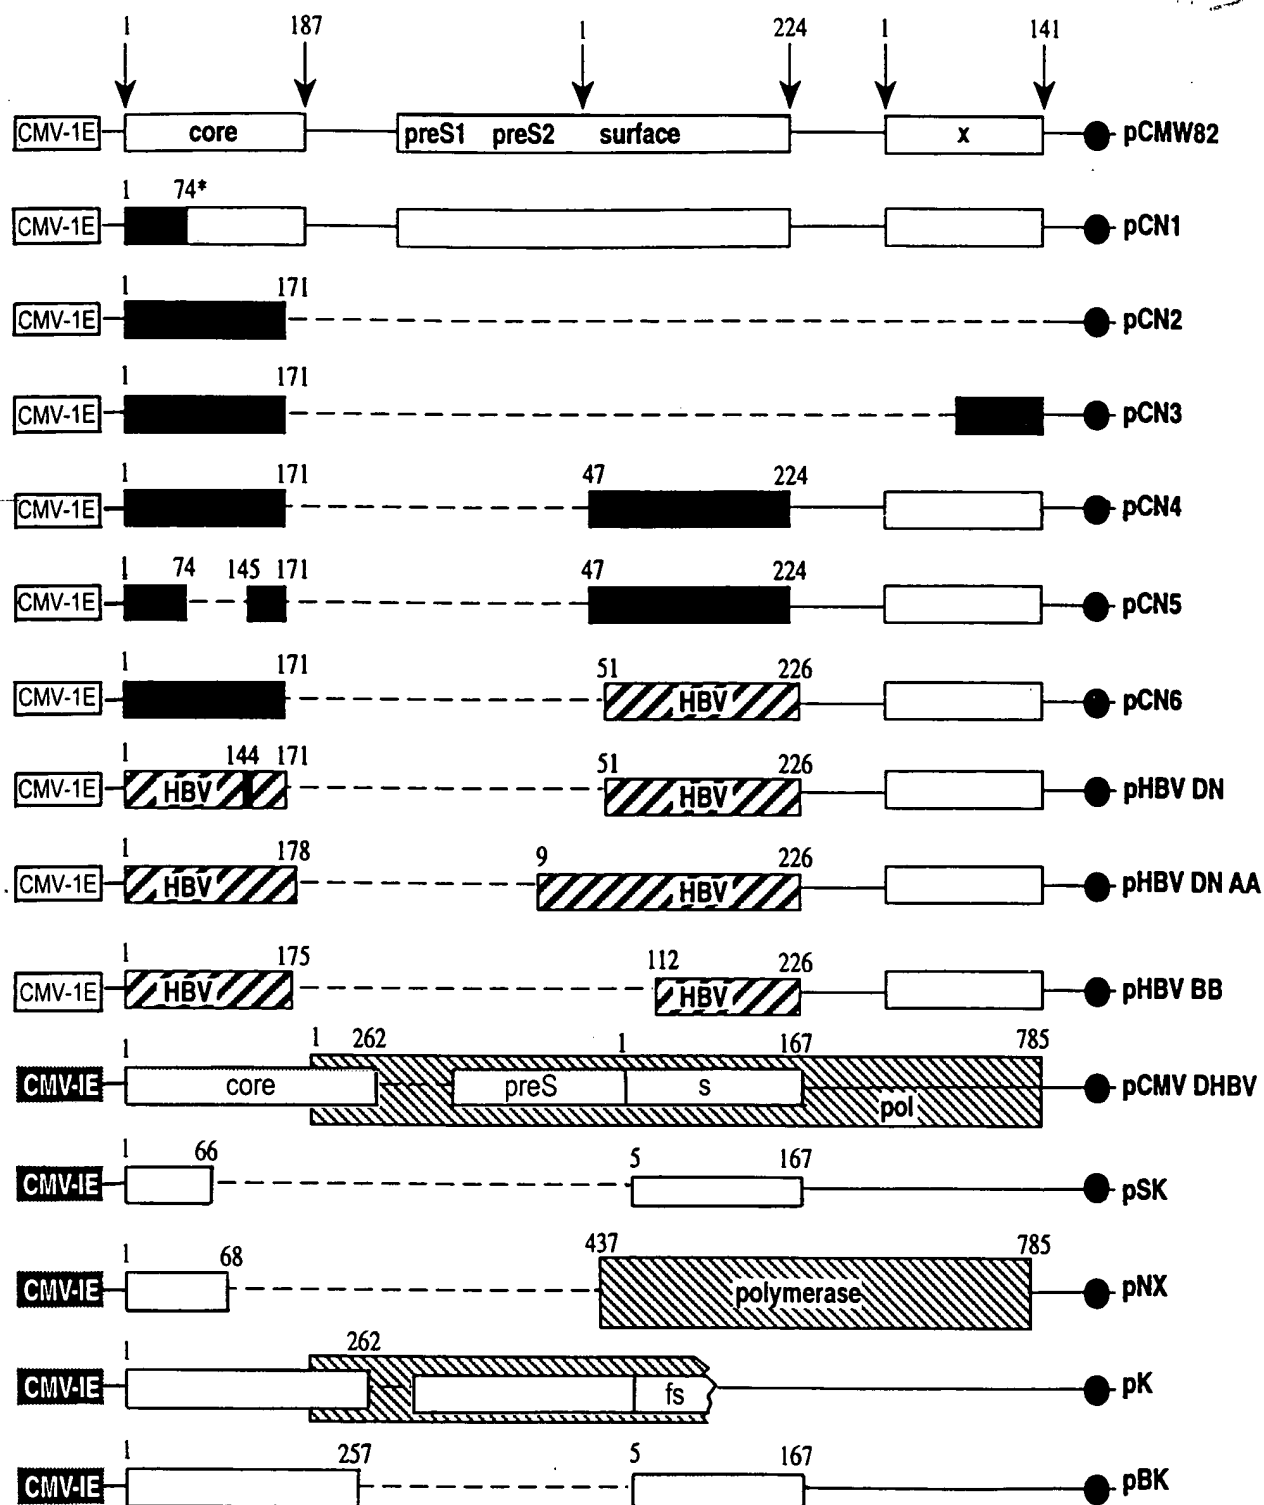 1 187 1 224 1 141
CMV-1E core preS1 preS2 surface x pCMW82
1 74*
CMV-1E pCN1
1 171
CMV-1E pCN2
1 171
CMV-1E pCN3
1 171 47 224
CMV-1E pCN4
1 74 145 171 47 224
CMV-1E pCN5
1 171 51 226
CMV-1E HBV pCN6
1 144 171 51 226
CMV-1E HBV HBV pHBV DN
1 178 9 226
CMV-1E HBV HBV pHBV DN AA
1 175 112 226
CMV-1E HBV HBV pHBV BB
1 1 262 1 167 785
CMV-IE core preS s pol pCMV DHBV
1 66 5 167
CMV-IE pSK
1 68 437 785
CMV-IE polymerase pNX
1 262
CMV-IE fs pK
1 257 5 167
CMV-IE pBK